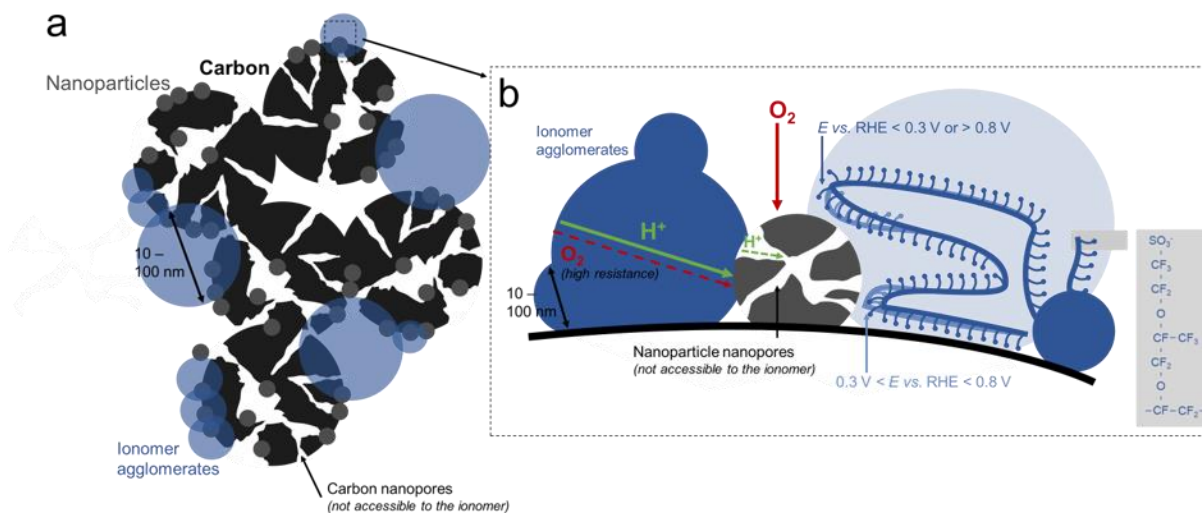 a
Carbon
Nanoparticles
10 –
100 nm
Ionomer
agglomerates
Carbon nanopores
(not accessible to the ionomer)
b
Ionomer
agglomerates
O2
E vs. RHE < 0.3 V or > 0.8 V
H+
O2
(high resistance)
H+
10 –
100 nm
Nanoparticle nanopores
(not accessible to the ionomer)
0.3 V < E vs. RHE < 0.8 V
SO3-
CF3
CF2
O
CF–CF3
CF2
O
–CF–CF2–